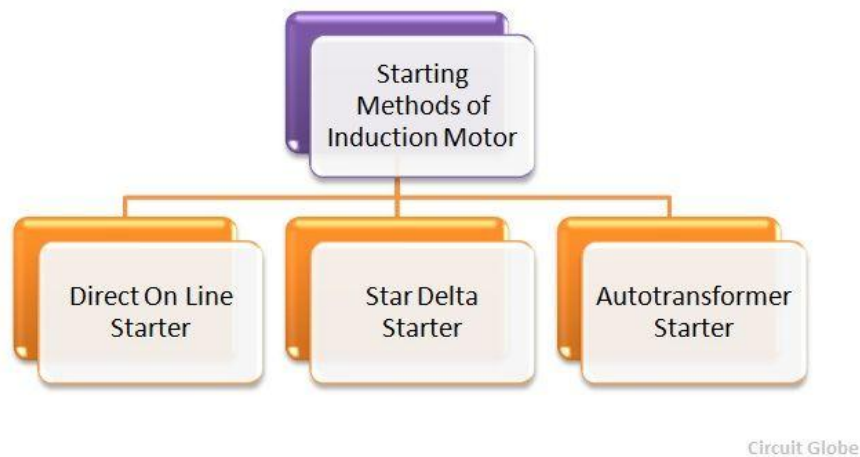 Starting
Methods of
Induction Motor
Direct On Line
Starter
Star Delta
Starter
Autotransformer
Starter
Circuit Globe